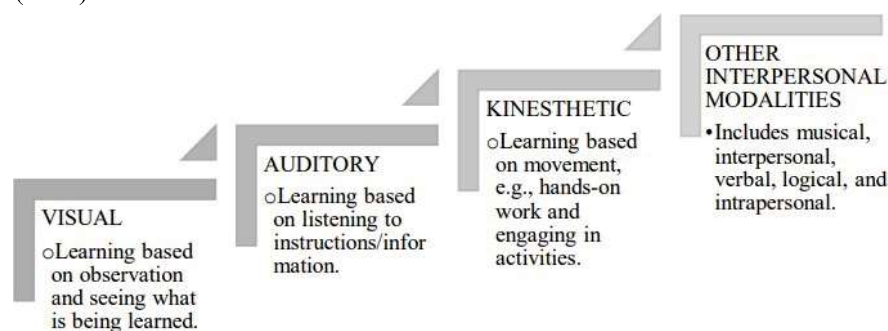 VISUAL
oLearning based
on observation
and seeing what
is being learned.
AUDITORY
oLearning based
on listening to
instructions/infor
mation.
KINESTHETIC
oLearning based
on movement,
e.g., hands-on
work and
engaging in
activities.
OTHER
INTERPERSONAL
MODALITIES
•Includes musical,
interpersonal,
verbal, logical, and
intrapersonal.